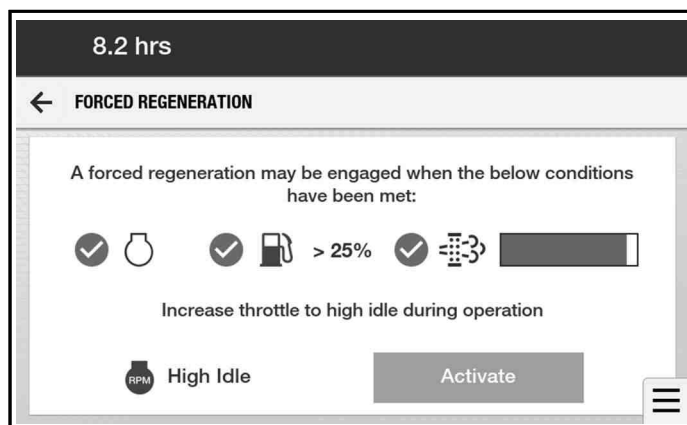 8.2 hrs
FORCED REGENERATION
A forced regeneration may be engaged when the below conditions
have been met:
> 25%
Increase throttle to high idle during operation
RPM High Idle
Activate